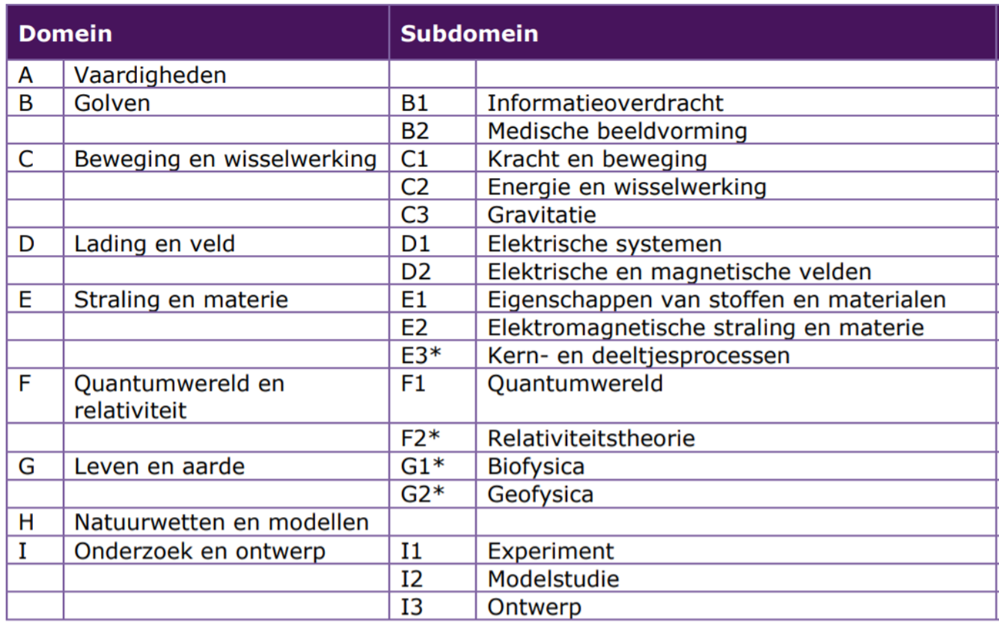 Domein Subdomein
A Vaardigheden
B Golven B1 Informatieoverdracht
B2 Medische beeldvorming
C Beweging en wisselwerking C1 Kracht en beweging
C2 Energie en wisselwerking
C3 Gravitatie
D Lading en veld D1 Elektrische systemen
D2 Elektrische en magnetische velden
E Straling en materie E1 Eigenschappen van stoffen en materialen
E2 Elektromagnetische straling en materie
E3* Kern- en deeltjesprocessen
F Quantumwereld en F1 Quantumwereld
relativiteit
F2* Relativiteitstheorie
G Leven en aarde G1* Biofysica
G2* Geofysica
H Natuurwetten en modellen
I Onderzoek en ontwerp I1 Experiment
I2 Modelstudie
I3 Ontwerp